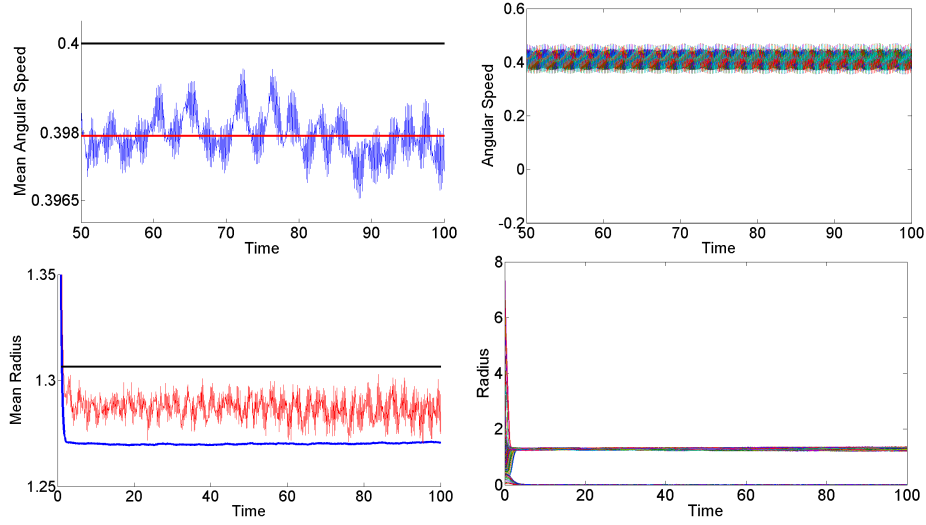 Mean Angular Speed
0.4
0.398
0.3965
50 60 70 80 90 100
Time
Angular Speed
0.6
0.4
0.2
0
-0.2
50 60 70 80 90 100
Time
Mean Radius
1.35
1.3
1.25
0 20 40 60 80 100
Time
Radius
8
6
4
2
0
0 20 40 60 80 100
Time